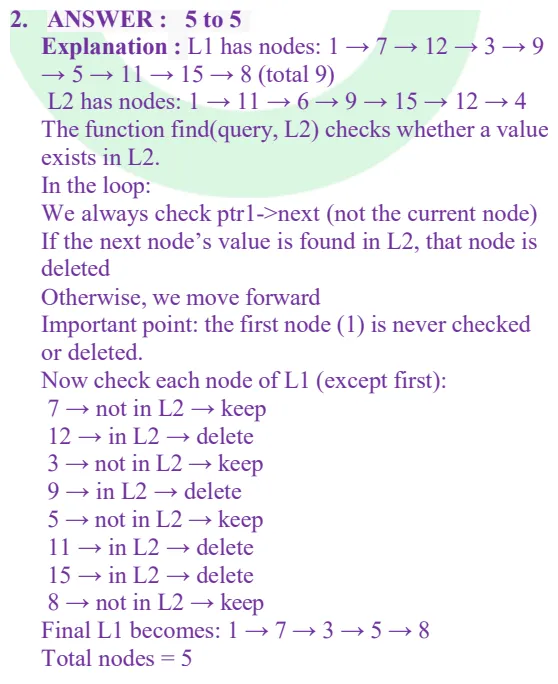 2. ANSWER : 5 to 5
Explanation : L1 has nodes: 1 → 7 → 12 → 3 → 9
→ 5 → 11 → 15 → 8 (total 9)
L2 has nodes: 1 → 11 → 6 → 9 → 15 → 12 → 4
The function find(query, L2) checks whether a value
exists in L2.
In the loop:
We always check ptr1->next (not the current node)
If the next node’s value is found in L2, that node is
deleted
Otherwise, we move forward
Important point: the first node (1) is never checked
or deleted.
Now check each node of L1 (except first):
7 → not in L2 → keep
12 → in L2 → delete
3 → not in L2 → keep
9 → in L2 → delete
5 → not in L2 → keep
11 → in L2 → delete
15 → in L2 → delete
8 → not in L2 → keep
Final L1 becomes: 1 → 7 → 3 → 5 → 8
Total nodes = 5